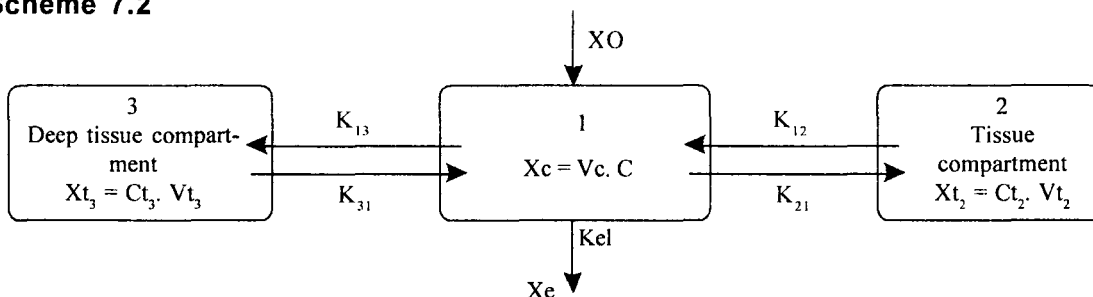 Scheme 7.2
XO
3
Deep tissue compart-
ment
Xt₃ = Ct₃. Vt₃
K₁₃
K₃₁
1
Xc = Vc. C
K₁₂
K₂₁
2
Tissue
compartment
Xt₂ = Ct₂. Vt₂
Kel
Xe